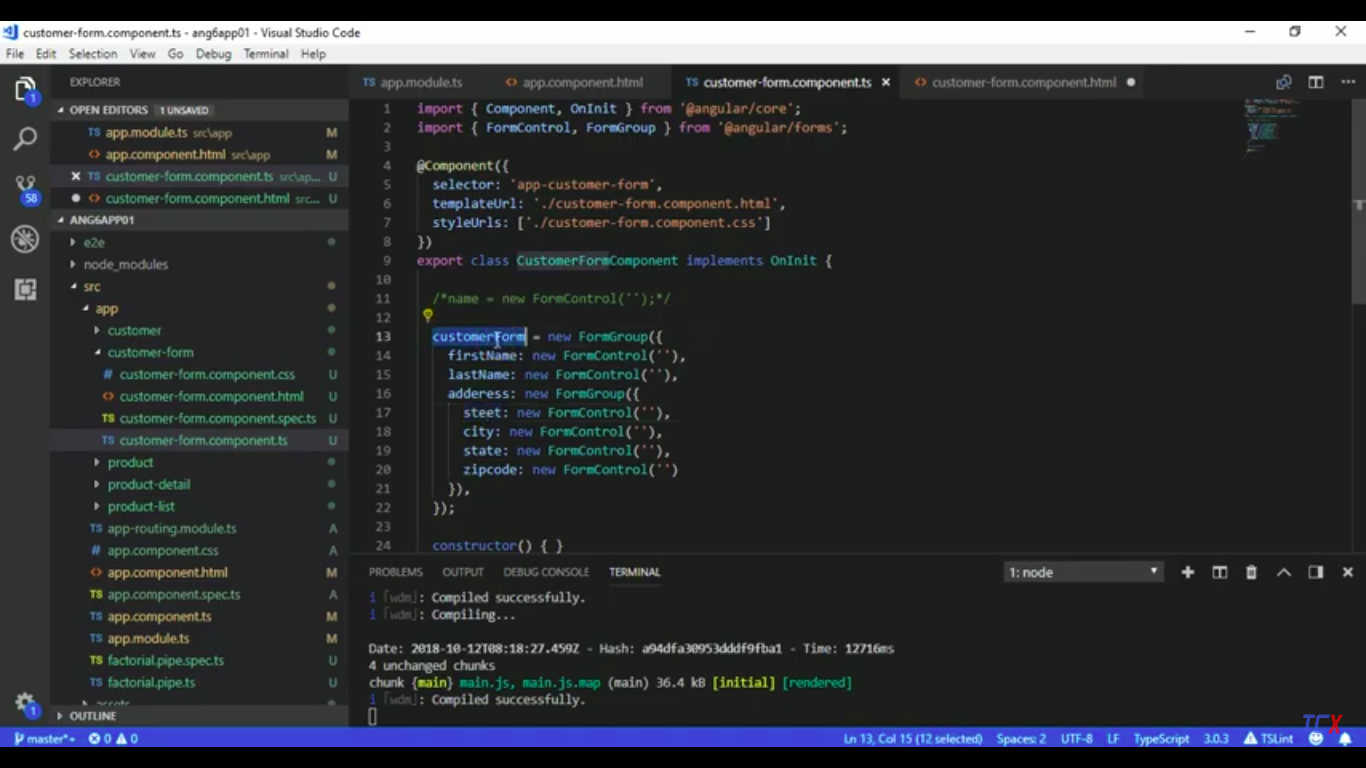 customer-form.component.ts - ang6app01 - Visual Studio Code
File Edit Selection View Go Debug Terminal Help
EXPLORER
OPEN EDITORS 1 UNSAVED
TS app.module.ts src\app M
<> app.component.html src\app M
TS customer-form.component.ts src\ap... U
<> customer-form.component.html src... U
ANG6APP01
e2e
node_modules
src
app
customer
customer-form
# customer-form.component.css U
<> customer-form.component.html U
TS customer-form.component.spec.ts U
TS customer-form.component.ts U
product
product-detail
product-list
TS app-routing.module.ts A
# app.component.css A
<> app.component.html M
TS app.component.spec.ts A
TS app.component.ts M
TS app.module.ts M
TS factorial.pipe.spec.ts U
TS factorial.pipe.ts U
OUTLINE
1
58
1
TS app.module.ts <> app.component.html TS customer-form.component.ts <> customer-form.component.html
1 import { Component, OnInit } from '@angular/core';
2 import { FormControl, FormGroup } from '@angular/forms';
3
4 @Component({
5 selector: 'app-customer-form',
6 templateUrl: './customer-form.component.html',
7 styleUrls: ['./customer-form.component.css']
8 })
9 export class CustomerFormComponent implements OnInit {
10
11 /*name = new FormControl('');*/
12
13 customerForm = new FormGroup({
14 firstName: new FormControl(''),
15 lastName: new FormControl(''),
16 adderess: new FormGroup({
17 steet: new FormControl(''),
18 city: new FormControl(''),
19 state: new FormControl(''),
20 zipcode: new FormControl('')
21 }),
22 });
23
24 constructor() { }
PROBLEMS OUTPUT DEBUG CONSOLE TERMINAL 1: node
i ｢wdm｣: Compiled successfully.
i ｢wdm｣: Compiling...
Date: 2018-10-12T08:18:27.459Z - Hash: a94dfa30953dddf9fba1 - Time: 12716ms
4 unchanged chunks
chunk {main} main.js, main.js.map (main) 36.4 kB [initial] [rendered]
i ｢wdm｣: Compiled successfully.
TCX
master*+ 0 0 Ln 13, Col 15 (12 selected) Spaces: 2 UTF-8 LF TypeScript 3.0.3 TSLint